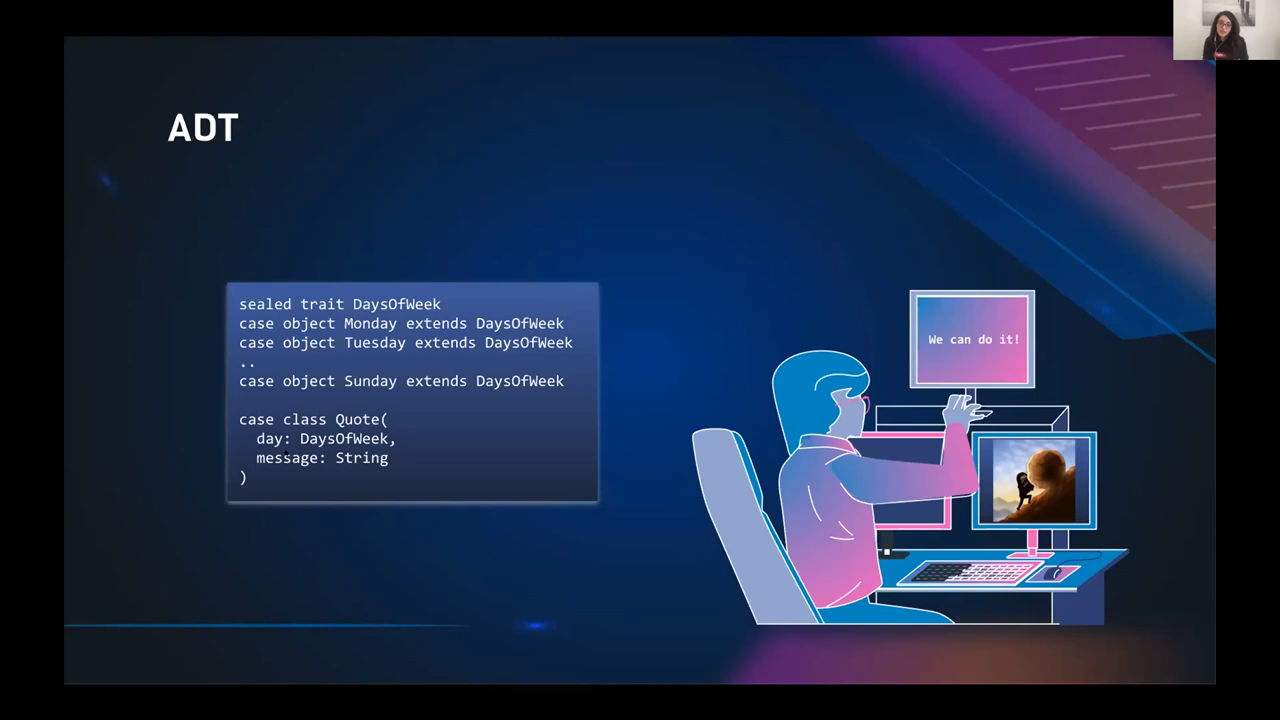 ADT
sealed trait DaysOfWeek
case object Monday extends DaysOfWeek
case object Tuesday extends DaysOfWeek
..
case object Sunday extends DaysOfWeek
case class Quote(
  day: DaysOfWeek,
  message: String
)
We can do it!